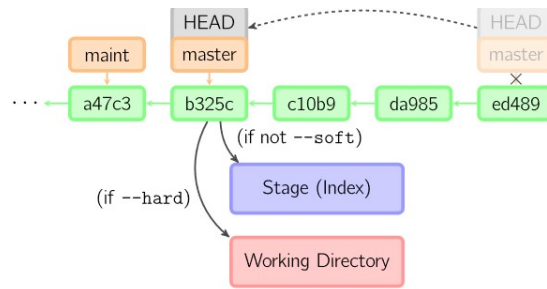 HEAD
HEAD
maint
master
master
...
a47c3
b325c
c10b9
da985
ed489
(if not --soft)
Stage (Index)
(if --hard)
Working Directory